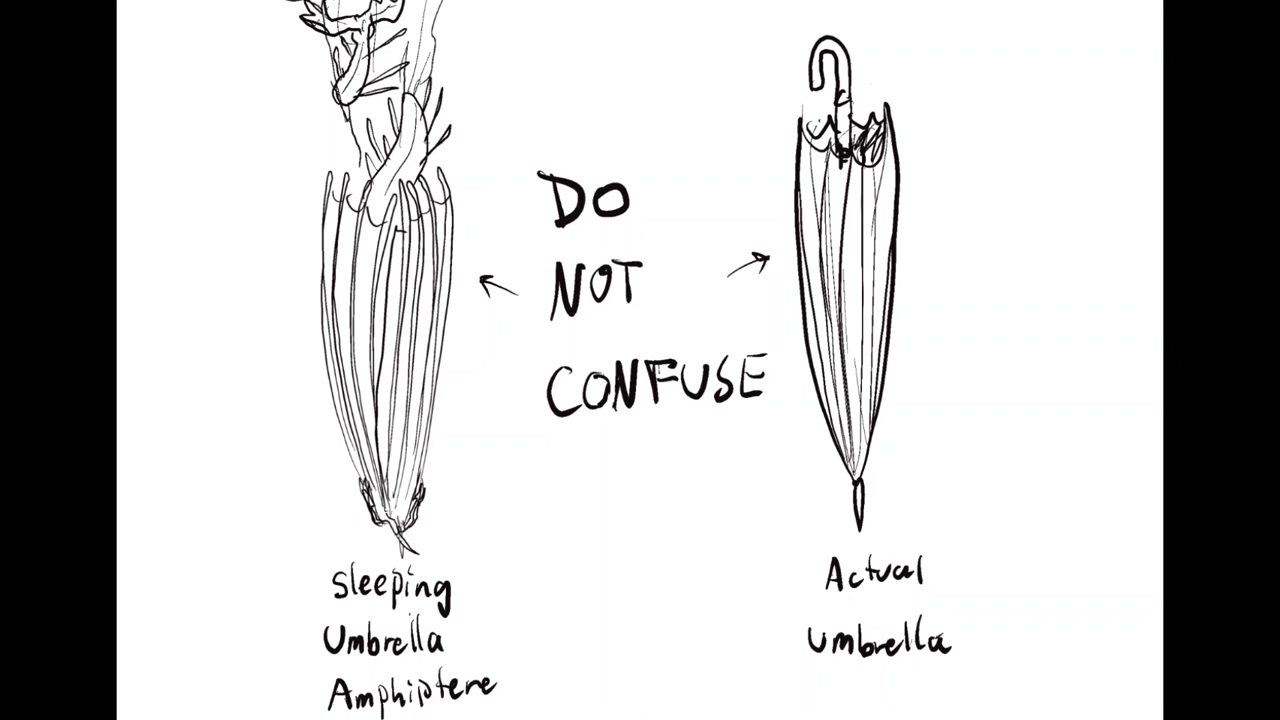 DO
NOT
CONFUSE
Sleeping
Umbrella
Amphiptere
Actual
Umbrella